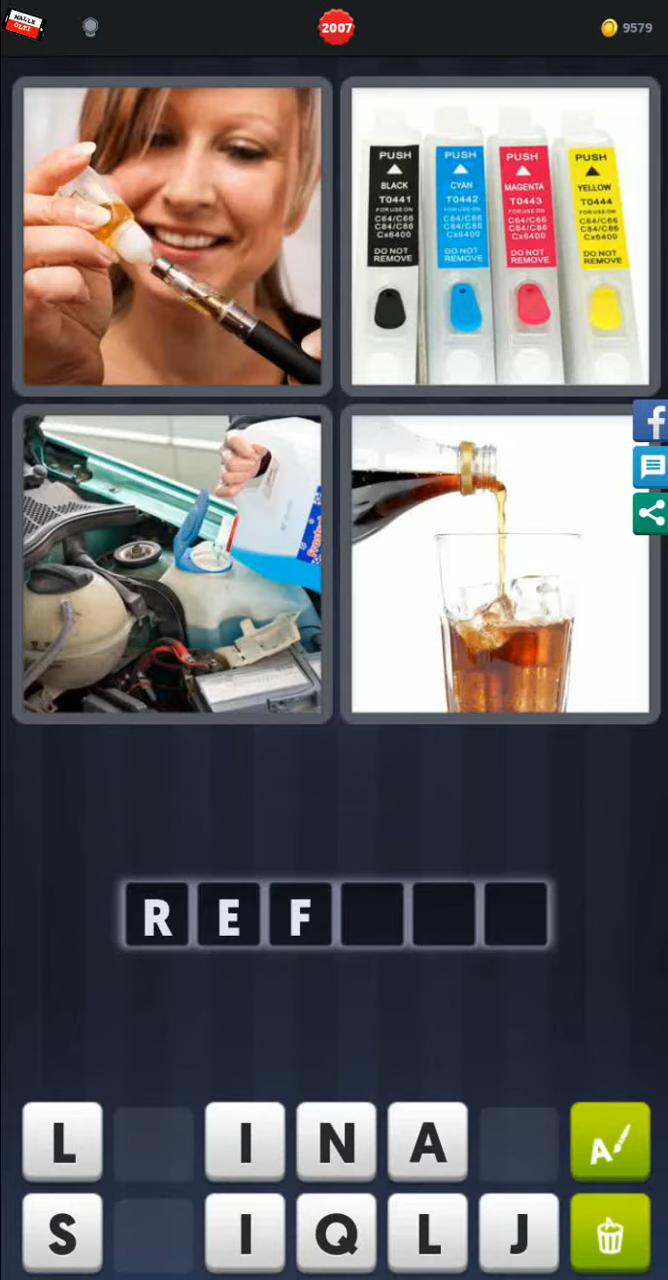 WALLE
OLTI
2007
9579
PUSH
BLACK
T0441
FOR USE ON
C64/C66
C84/C86
Cx6400
DO NOT
REMOVE
PUSH
CYAN
T0442
FOR USE ON
C64/C66
C84/C86
Cx6400
DO NOT
REMOVE
PUSH
MAGENTA
T0443
FOR USE ON
C64/C66
C84/C86
Cx6400
DO NOT
REMOVE
PUSH
YELLOW
T0444
FOR USE ON
C64/C66
C84/C86
Cx6400
DO NOT
REMOVE
R E F
L I N A
S I Q L J